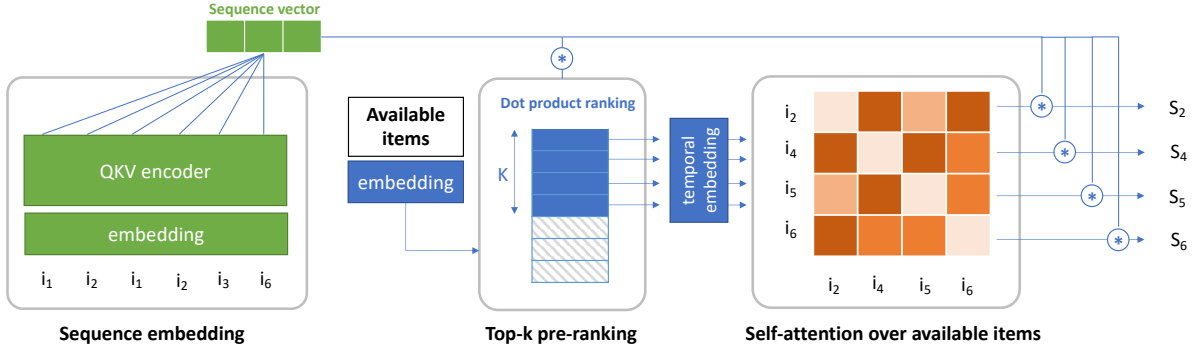 Sequence vector
QKV encoder
embedding
i1 i2 i1 i2 i3 i6
Sequence embedding
Available
items
embedding
*
Dot product ranking
K
Top-k pre-ranking
temporal
embedding
i2
i4
i5
i6
i2 i4 i5 i6
Self-attention over available items
* S2
* S4
* S5
* S6